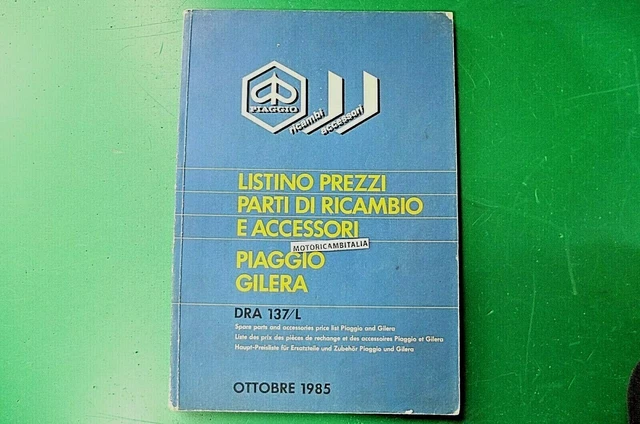 PIAGGIO
ricambi
accessori
LISTINO PREZZI
PARTI DI RICAMBIO
E ACCESSORI
MOTORICAMBITALIA
PIAGGIO
GILERA
DRA 137/L
Spare parts and accessories price list Piaggio and Gilera
Liste des prix des pièces de rechange et des accessoires Piaggio et Gilera
Haupt-Preisliste für Ersatzteile und Zubehör Piaggio und Gilera
OTTOBRE 1985